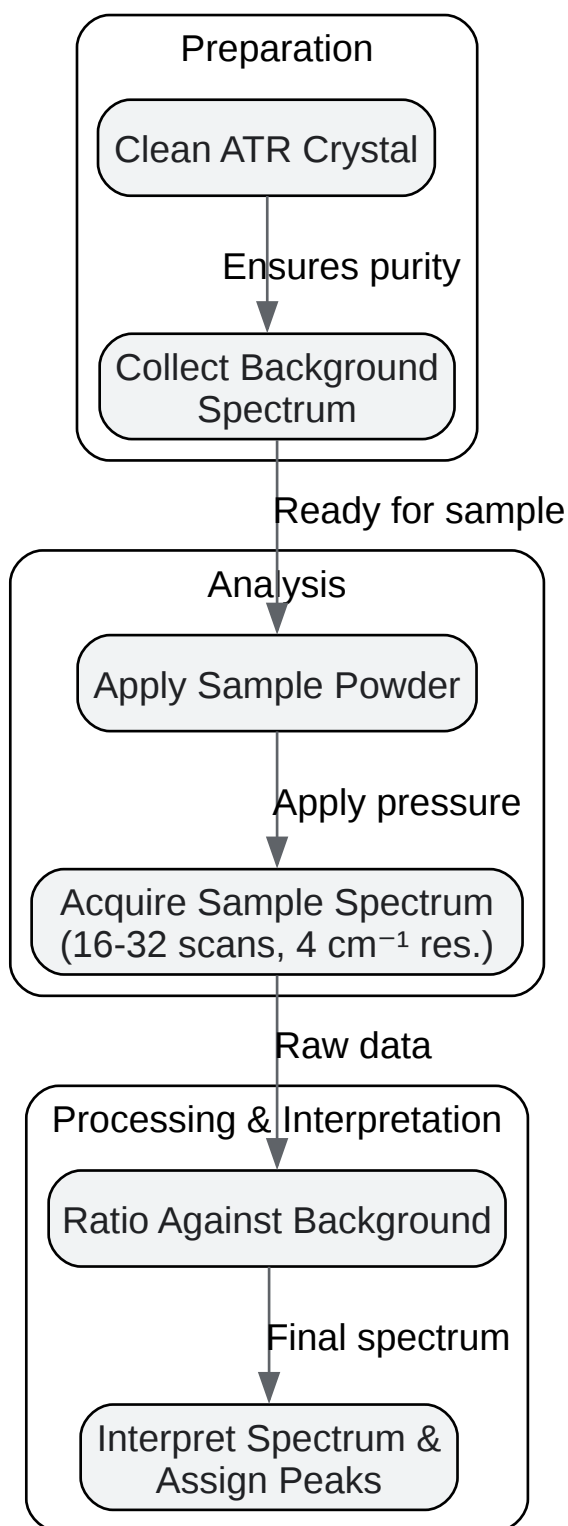 Preparation
Clean ATR Crystal
Ensures purity
Collect Background
Spectrum
Ready for sample
Analysis
Apply Sample Powder
Apply pressure
Acquire Sample Spectrum
(16-32 scans, 4 cm⁻¹ res.)
Raw data
Processing & Interpretation
Ratio Against Background
Final spectrum
Interpret Spectrum &
Assign Peaks